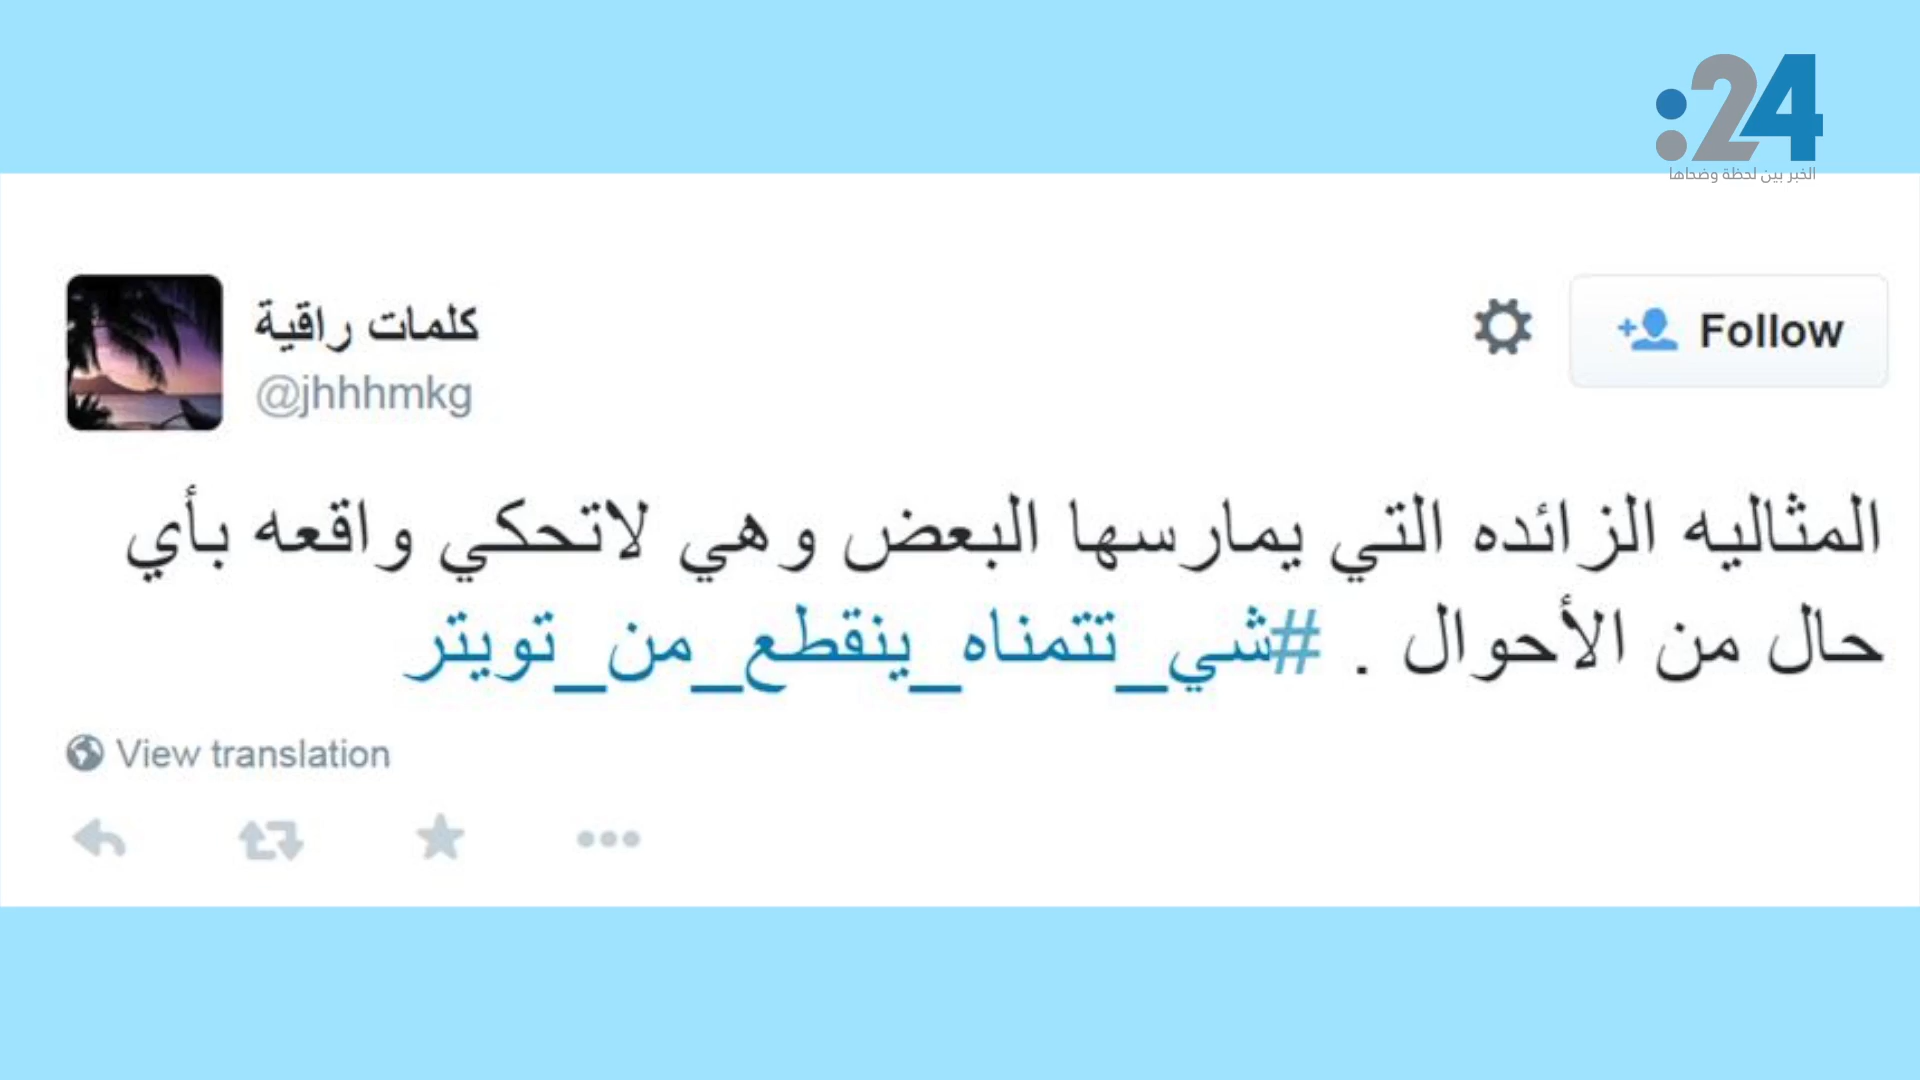 :24
الخبر بين لحظة وضحاها
كلمات راقية
@jhhhmkg
Follow
المثاليه الزائده التي يمارسها البعض وهي لاتحكي واقعه بأي
حال من الأحوال . #شي_تتمناه_ينقطع_من_تويتر
View translation